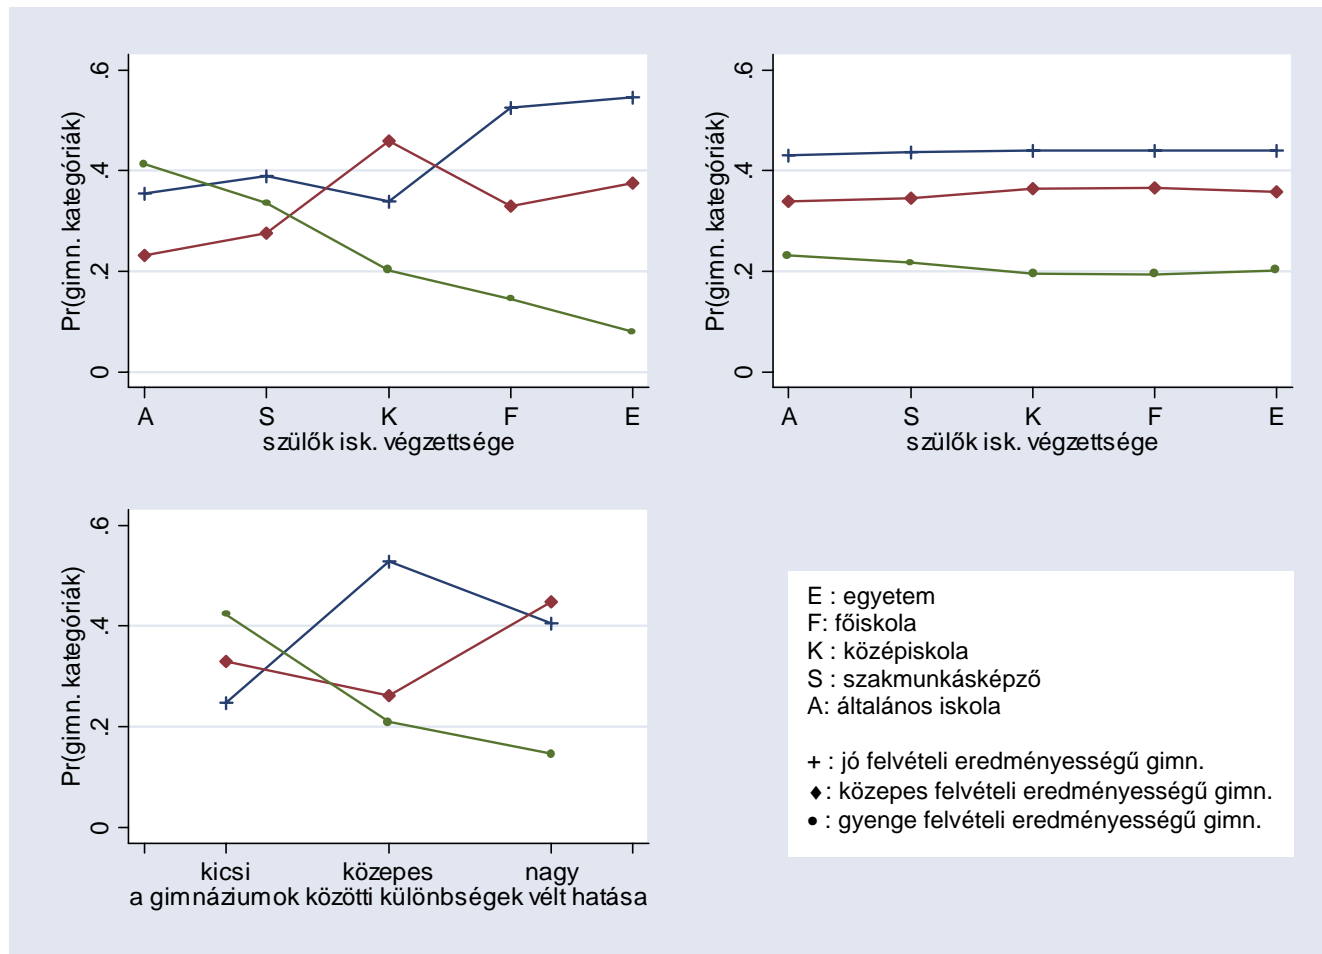 Pr(gimn. kategóriák)
.6
.4
.2
0
A S K F E
szülők isk. végzettsége
Pr(gimn. kategóriák)
.6
.4
.2
0
A S K F E
szülők isk. végzettsége
Pr(gimn. kategóriák)
.6
.4
.2
0
kicsi közepes nagy
a gimnáziumok közötti különbségek vélt hatása
E : egyetem
F: főiskola
K : középiskola
S : szakmunkásképző
A: általános iskola
+ : jó felvételi eredményességű gimn.
♦ : közepes felvételi eredményességű gimn.
● : gyenge felvételi eredményességű gimn.